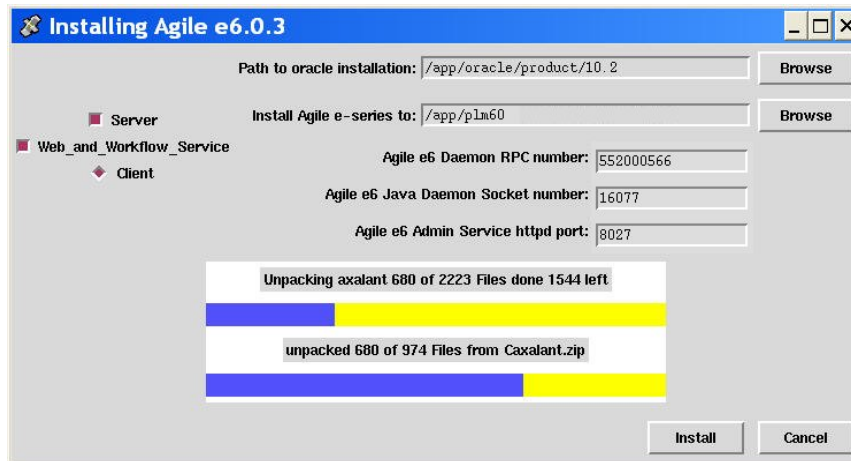 Installing Agile e6.0.3
Path to oracle installation: /app/oracle/product/10.2 Browse
Install Agile e-series to: /app/plm60 Browse
Server
Web_and_Workflow_Service
Client
Agile e6 Daemon RPC number: 552000566
Agile e6 Java Daemon Socket number: 16077
Agile e6 Admin Service httpd port: 8027
Unpacking axalant 680 of 2223 Files done 1544 left
unpacked 680 of 974 Files from Caxalant.zip
Install Cancel